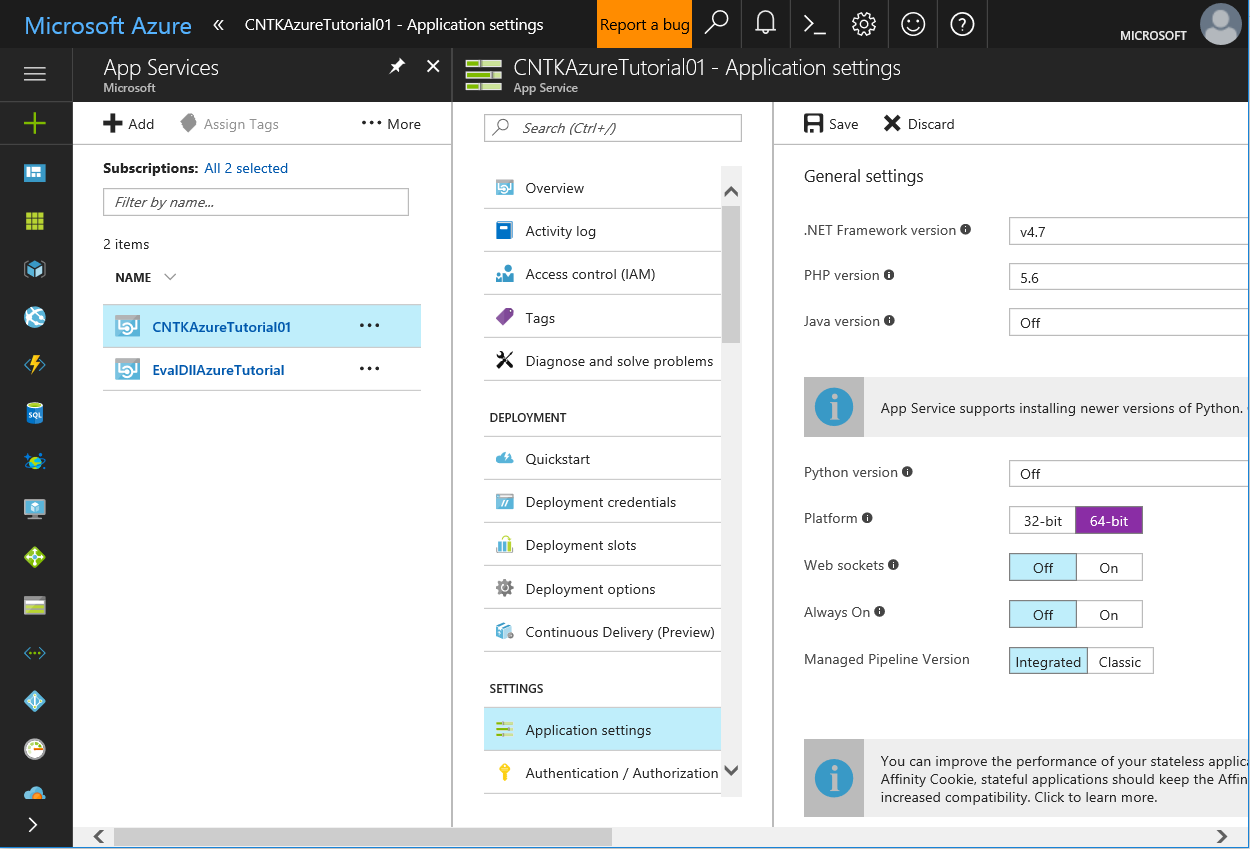 Microsoft Azure « CNTKAzureTutorial01 - Application settings
Report a bug
MICROSOFT
App Services
Microsoft
CNTKAzureTutorial01 - Application settings
App Service
Add
Assign Tags
More
Subscriptions: All 2 selected
Filter by name...
2 items
NAME
CNTKAzureTutorial01
EvalDllAzureTutorial
Search (Ctrl+/)
Overview
Activity log
Access control (IAM)
Tags
Diagnose and solve problems
DEPLOYMENT
Quickstart
Deployment credentials
Deployment slots
Deployment options
Continuous Delivery (Preview)
SETTINGS
Application settings
Authentication / Authorization
Save
Discard
General settings
.NET Framework version
v4.7
PHP version
5.6
Java version
Off
App Service supports installing newer versions of Python.
Python version
Off
Platform
32-bit 64-bit
Web sockets
Off On
Always On
Off On
Managed Pipeline Version
Integrated Classic
You can improve the performance of your stateless applica
Affinity Cookie, stateful applications should keep the Affin
increased compatibility. Click to learn more.
SQL